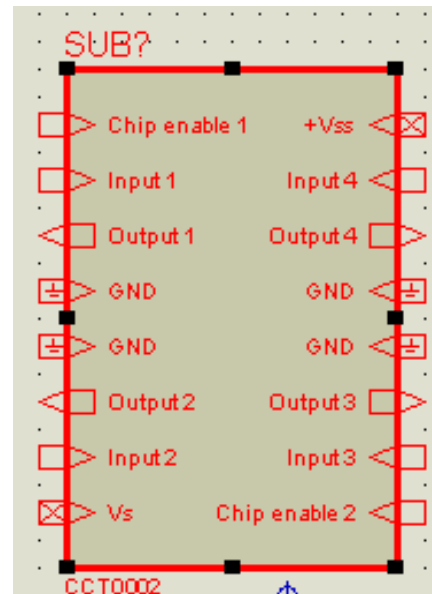 SUB?
Chip enable 1 +Vss
Input 1 Input 4
Output 1 Output 4
GND GND
GND GND
Output 2 Output 3
Input 2 Input 3
Vs Chip enable 2
CCT0002